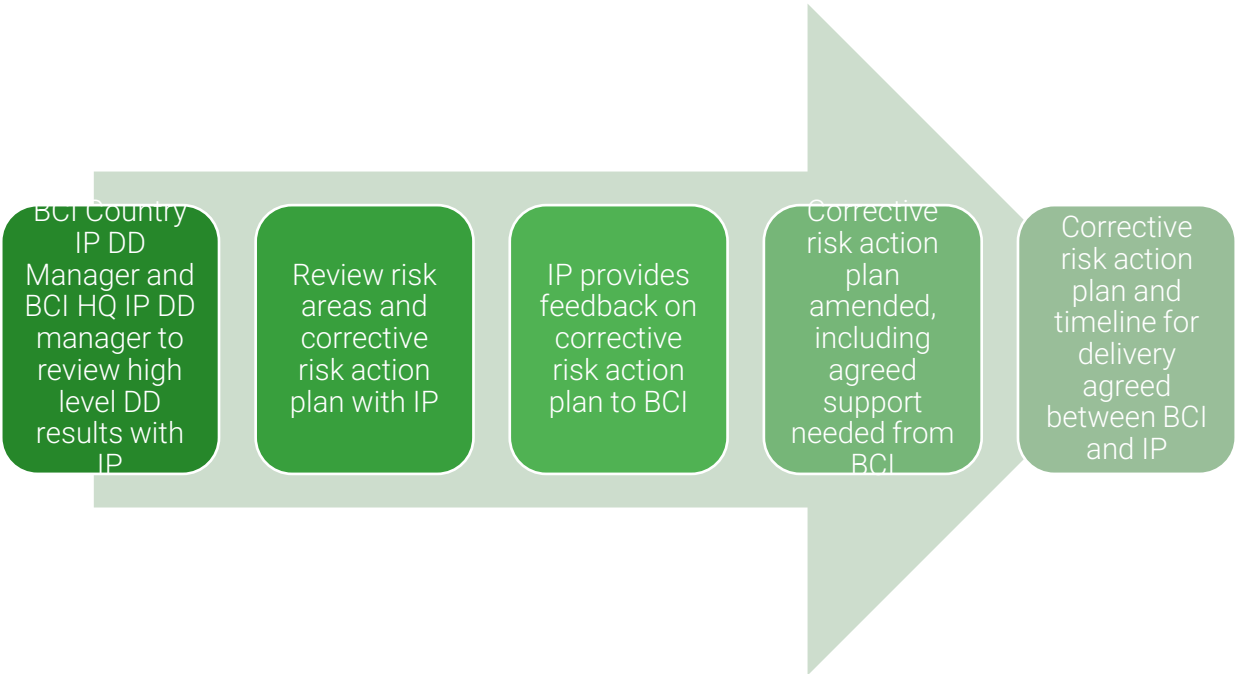 BCI Country
IP DD
Manager and
BCI HQ IP DD
manager to
review high
level DD
results with
IP
Review risk
areas and
corrective
risk action
plan with IP
IP provides
feedback on
corrective
risk action
plan to BCI
Corrective
risk action
plan
amended,
including
agreed
support
needed from
BCI
Corrective
risk action
plan and
timeline for
delivery
agreed
between BCI
and IP